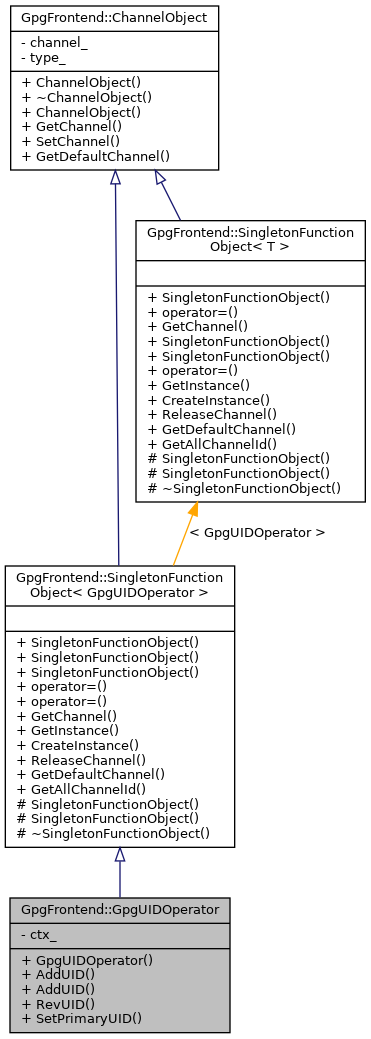 GpgFrontend::ChannelObject
- channel_
- type_
+ ChannelObject()
+ ~ChannelObject()
+ ChannelObject()
+ GetChannel()
+ SetChannel()
+ GetDefaultChannel()
GpgFrontend::SingletonFunction
Object< T >
+ SingletonFunctionObject()
+ operator=()
+ GetChannel()
+ SingletonFunctionObject()
+ SingletonFunctionObject()
+ operator=()
+ GetInstance()
+ CreateInstance()
+ ReleaseChannel()
+ GetDefaultChannel()
+ GetAllChannelId()
# SingletonFunctionObject()
# SingletonFunctionObject()
# ~SingletonFunctionObject()
< GpgUIDOperator >
GpgFrontend::SingletonFunction
Object< GpgUIDOperator >
+ SingletonFunctionObject()
+ SingletonFunctionObject()
+ SingletonFunctionObject()
+ operator=()
+ operator=()
+ GetChannel()
+ GetInstance()
+ CreateInstance()
+ ReleaseChannel()
+ GetDefaultChannel()
+ GetAllChannelId()
# SingletonFunctionObject()
# SingletonFunctionObject()
# ~SingletonFunctionObject()
GpgFrontend::GpgUIDOperator
- ctx_
+ GpgUIDOperator()
+ AddUID()
+ AddUID()
+ RevUID()
+ SetPrimaryUID()